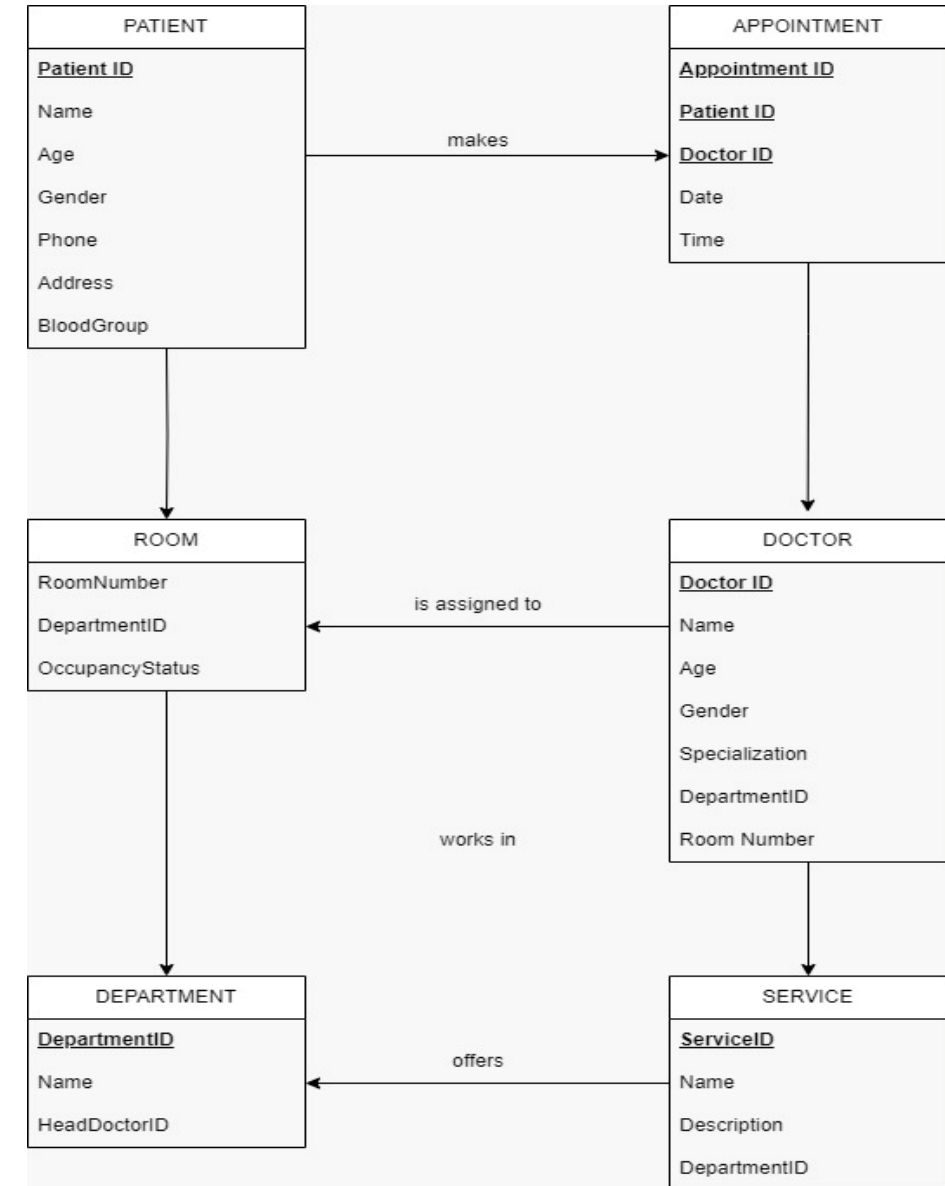 PATIENT
Patient ID
Name
Age
Gender
Phone
Address
BloodGroup
makes
APPOINTMENT
Appointment ID
Patient ID
Doctor ID
Date
Time
ROOM
RoomNumber
DepartmentID
OccupancyStatus
is assigned to
DOCTOR
Doctor ID
Name
Age
Gender
Specialization
DepartmentID
Room Number
works in
DEPARTMENT
DepartmentID
Name
HeadDoctorID
offers
SERVICE
ServiceID
Name
Description
DepartmentID